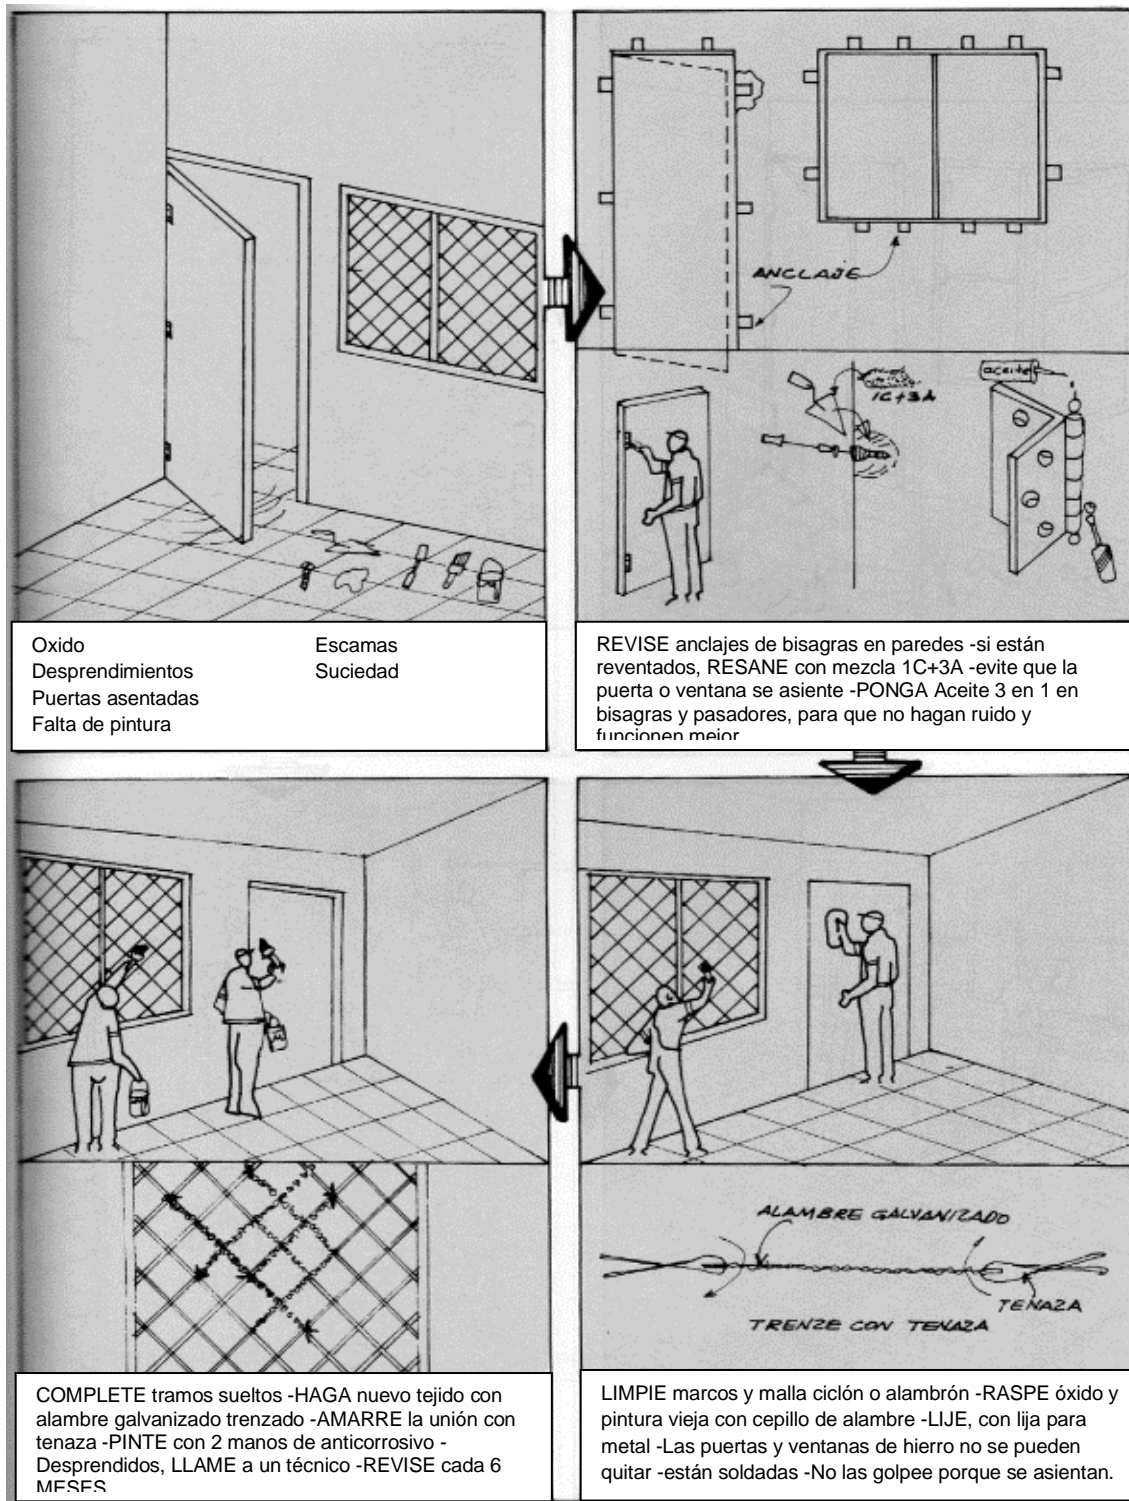 ANCLAJE
aceite
1C+3A
Oxido
Desprendimientos
Puertas asentadas
Falta de pintura
Escamas
Suciedad
REVISE anclajes de bisagras en paredes -si están
reventados, RESANE con mezcla 1C+3A -evite que la
puerta o ventana se asiente -PONGA Aceite 3 en 1 en
bisagras y pasadores, para que no hagan ruido y
funcionen mejor
ALAMBRE GALVANIZADO
TENAZA
TRENZE CON TENAZA
LIMPIE marcos y malla ciclón o alambrón -RASPE óxido y
pintura vieja con cepillo de alambre -LIJE, con lija para
metal -Las puertas y ventanas de hierro no se pueden
quitar -están soldadas -No las golpee porque se asientan.
COMPLETE tramos sueltos -HAGA nuevo tejido con
alambre galvanizado trenzado -AMARRE la unión con
tenaza -PINTE con 2 manos de anticorrosivo -
Desprendidos, LLAME a un técnico -REVISE cada 6
MESES